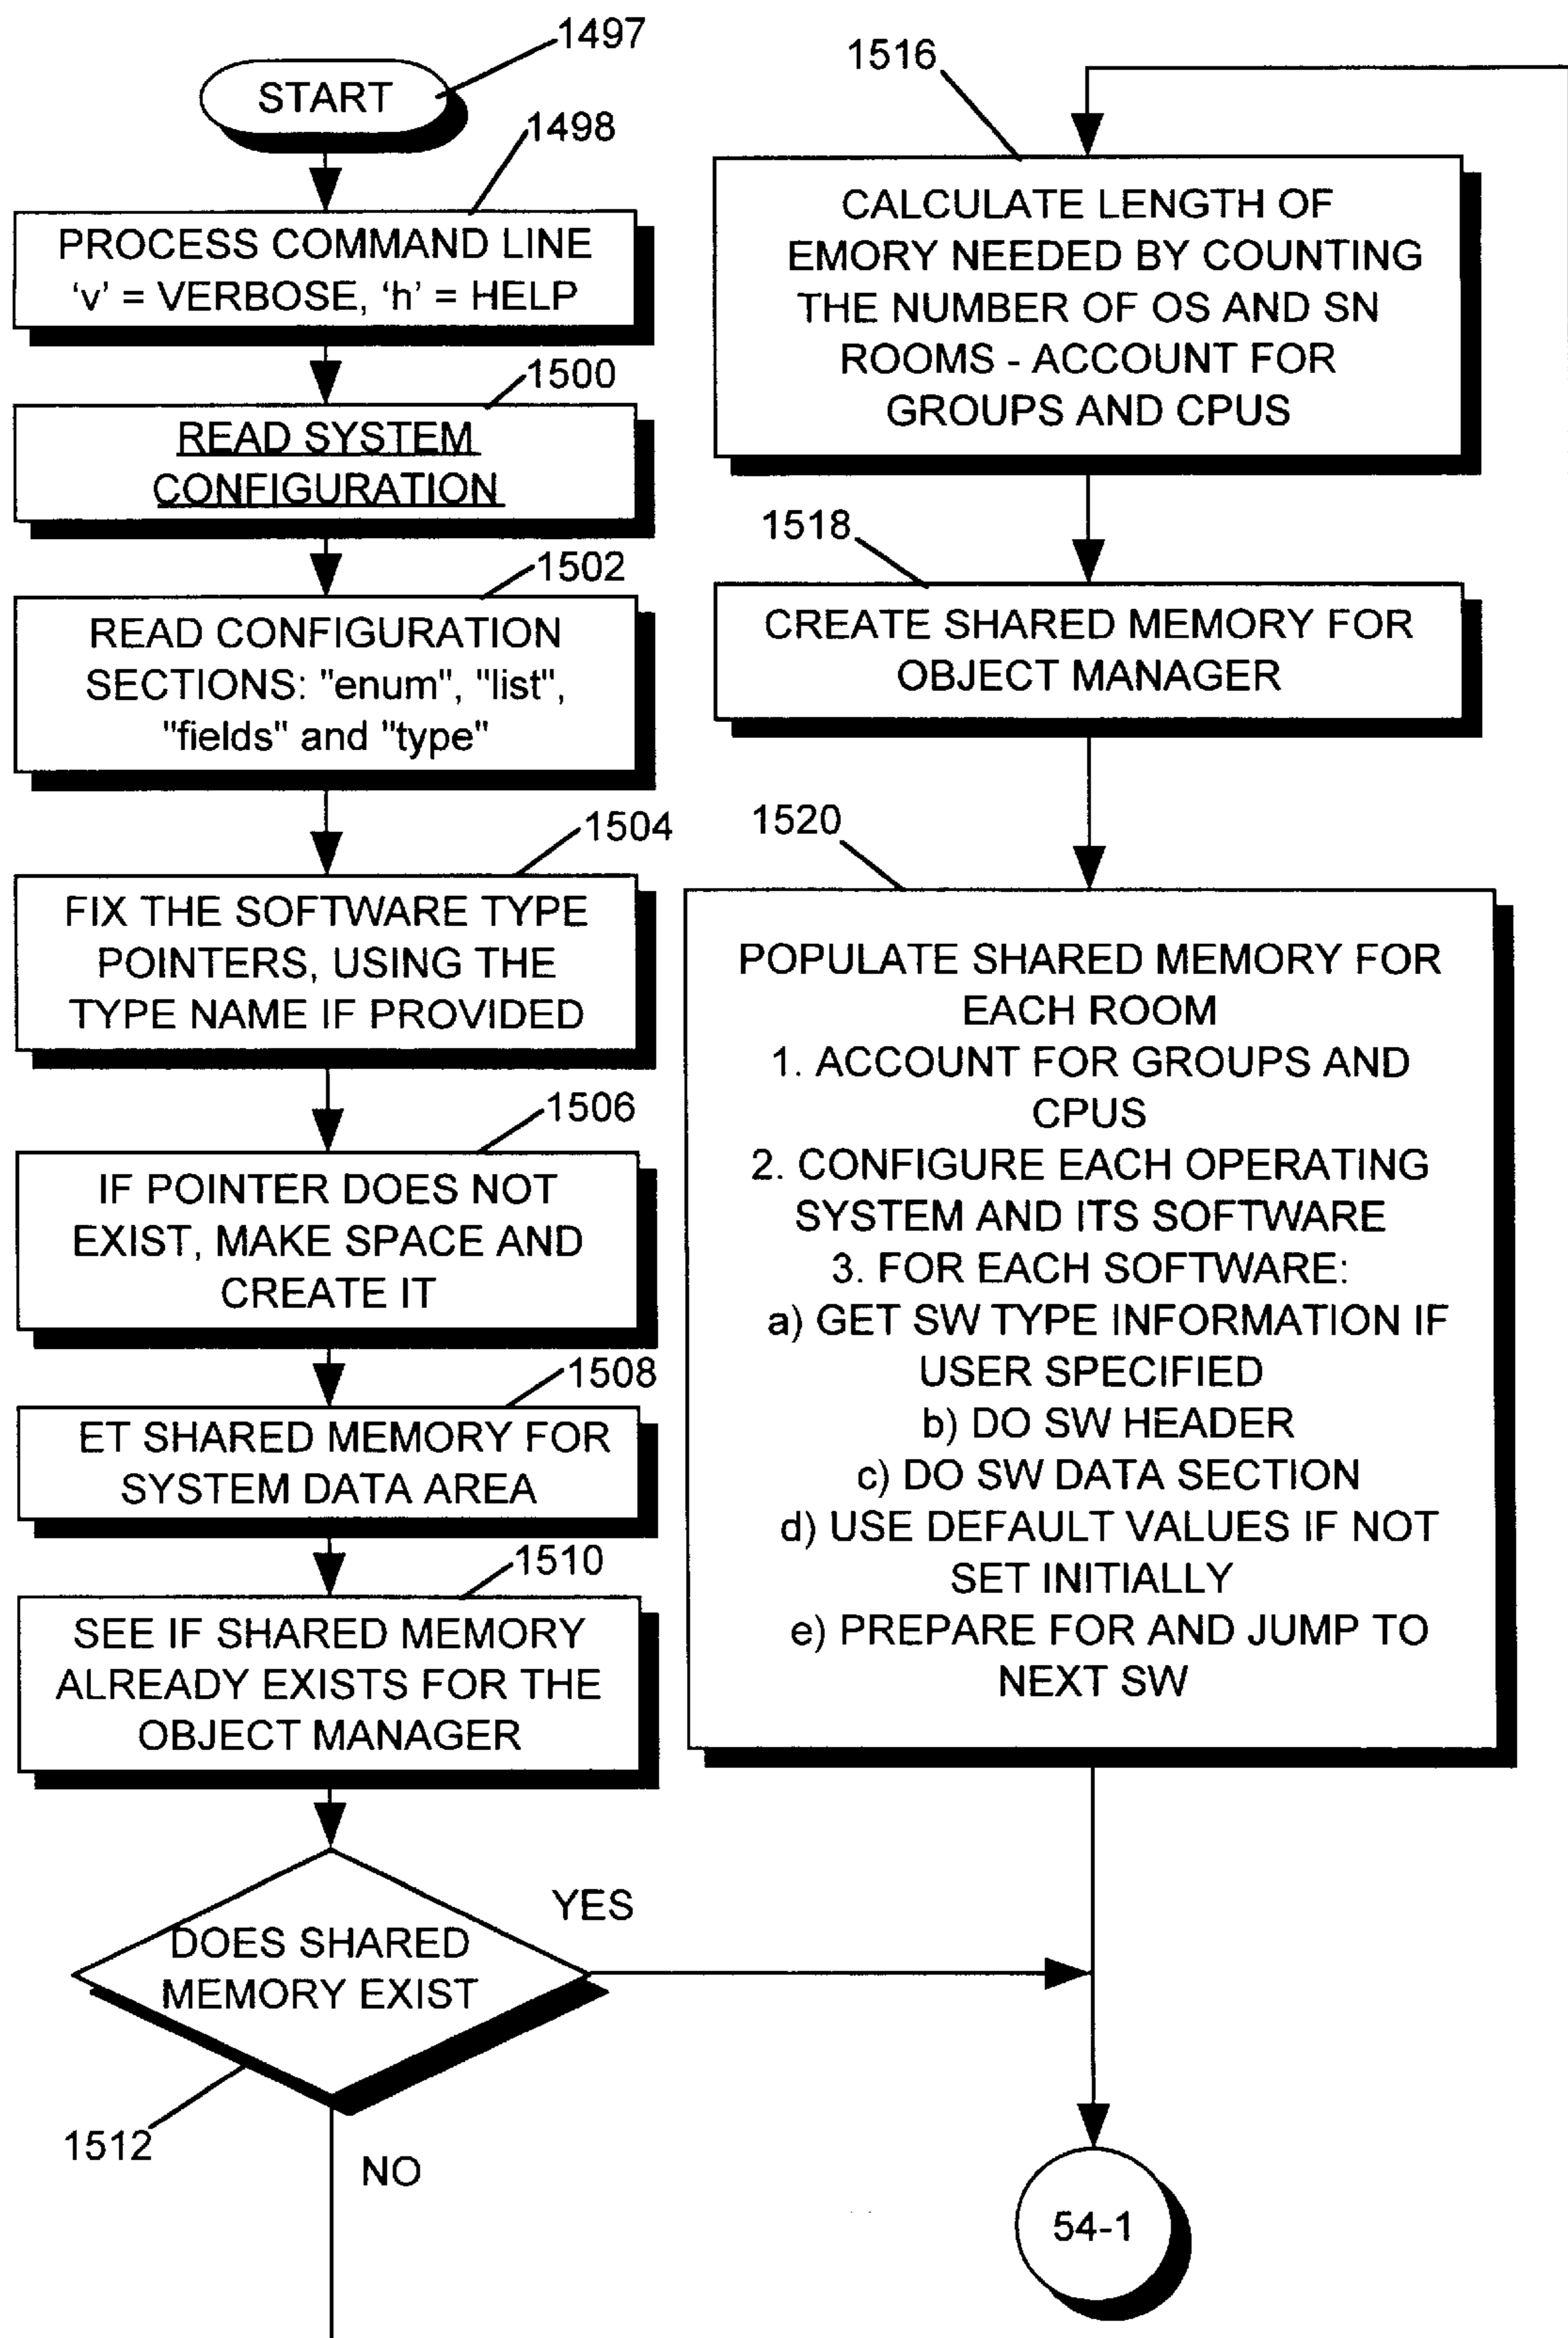 1497
START
1498
PROCESS COMMAND LINE
‘v’ = VERBOSE, ‘h’ = HELP
1500
READ SYSTEM
CONFIGURATION
1502
READ CONFIGURATION
SECTIONS: "enum", "list",
"fields" and "type"
1504
FIX THE SOFTWARE TYPE
POINTERS, USING THE
TYPE NAME IF PROVIDED
1506
IF POINTER DOES NOT
EXIST, MAKE SPACE AND
CREATE IT
1508
ET SHARED MEMORY FOR
SYSTEM DATA AREA
1510
SEE IF SHARED MEMORY
ALREADY EXISTS FOR THE
OBJECT MANAGER
DOES SHARED
MEMORY EXIST
YES
1512
NO
1516
CALCULATE LENGTH OF
EMORY NEEDED BY COUNTING
THE NUMBER OF OS AND SN
ROOMS - ACCOUNT FOR
GROUPS AND CPUS
1518
CREATE SHARED MEMORY FOR
OBJECT MANAGER
1520
POPULATE SHARED MEMORY FOR
EACH ROOM
1. ACCOUNT FOR GROUPS AND
CPUS
2. CONFIGURE EACH OPERATING
SYSTEM AND ITS SOFTWARE
3. FOR EACH SOFTWARE:
a) GET SW TYPE INFORMATION IF
USER SPECIFIED
b) DO SW HEADER
c) DO SW DATA SECTION
d) USE DEFAULT VALUES IF NOT
SET INITIALLY
e) PREPARE FOR AND JUMP TO
NEXT SW
54-1